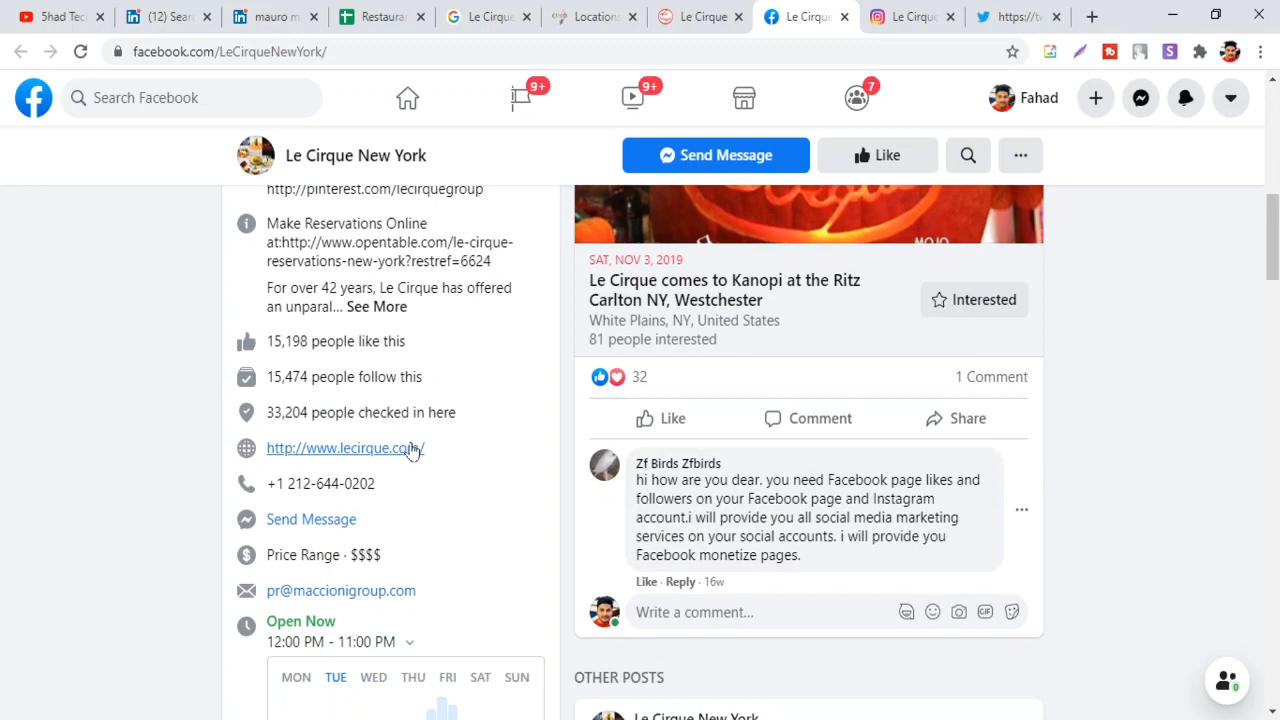 5had Tech
(12) Sear
mauro m
Restaurar
Le Cirque
Locations
Le Cirque
Le Cirque
Le Cirque
https://tw
facebook.com/LeCirqueNewYork/
Search Facebook
9+
9+
7
Fahad
Le Cirque New York
Send Message
Like
http://pinterest.com/lecirquegroup
Make Reservations Online
at:http://www.opentable.com/le-cirque-
reservations-new-york?restref=6624
For over 42 years, Le Cirque has offered
an unparal... See More
15,198 people like this
15,474 people follow this
33,204 people checked in here
http://www.lecirque.com/
+1 212-644-0202
Send Message
Price Range · $$$$
pr@maccionigroup.com
Open Now
12:00 PM - 11:00 PM
MON TUE WED THU FRI SAT SUN
MOJO
SAT, NOV 3, 2019
Le Cirque comes to Kanopi at the Ritz
Carlton NY, Westchester
White Plains, NY, United States
81 people interested
Interested
32
1 Comment
Like Comment Share
Zf Birds Zfbirds
hi how are you dear. you need Facebook page likes and
followers on your Facebook page and Instagram
account.i will provide you all social media marketing
services on your social accounts. i will provide you
Facebook monetize pages.
Like · Reply · 16w
Write a comment...
GIF
OTHER POSTS
Le Cirque New York
0